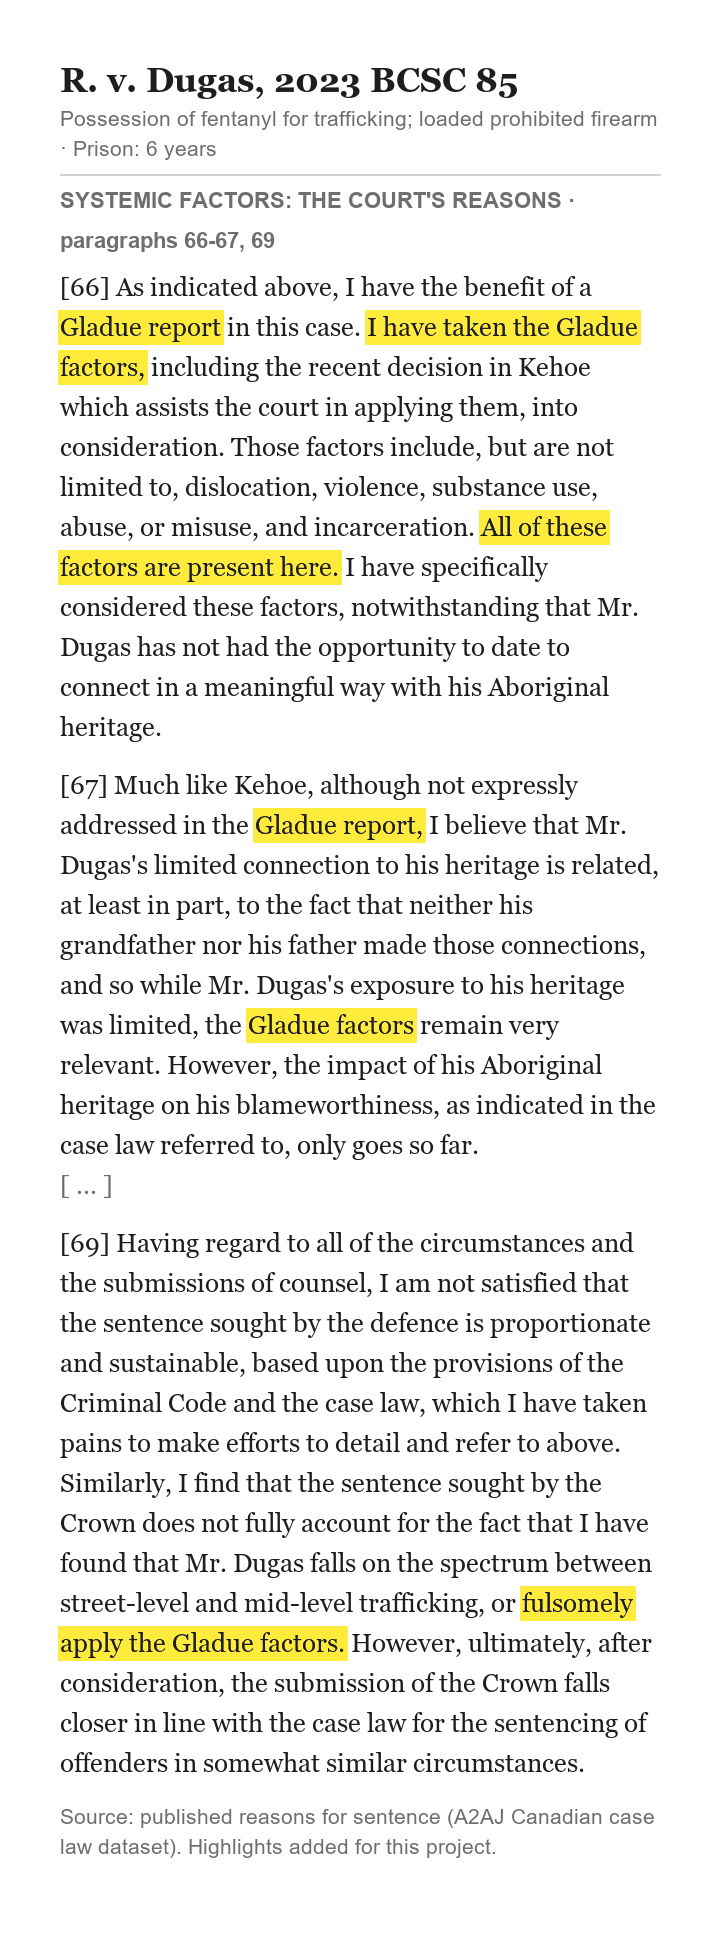 R. v. Dugas, 2023 BCSC 85
Possession of fentanyl for trafficking; loaded prohibited firearm
· Prison: 6 years
SYSTEMIC FACTORS: THE COURT'S REASONS ·
paragraphs 66-67, 69
[66] As indicated above, I have the benefit of a
Gladue report in this case. I have taken the Gladue
factors, including the recent decision in Kehoe
which assists the court in applying them, into
consideration. Those factors include, but are not
limited to, dislocation, violence, substance use,
abuse, or misuse, and incarceration. All of these
factors are present here. I have specifically
considered these factors, notwithstanding that Mr.
Dugas has not had the opportunity to date to
connect in a meaningful way with his Aboriginal
heritage.
[67] Much like Kehoe, although not expressly
addressed in the Gladue report, I believe that Mr.
Dugas's limited connection to his heritage is related,
at least in part, to the fact that neither his
grandfather nor his father made those connections,
and so while Mr. Dugas's exposure to his heritage
was limited, the Gladue factors remain very
relevant. However, the impact of his Aboriginal
heritage on his blameworthiness, as indicated in the
case law referred to, only goes so far.
[ ... ]
[69] Having regard to all of the circumstances and
the submissions of counsel, I am not satisfied that
the sentence sought by the defence is proportionate
and sustainable, based upon the provisions of the
Criminal Code and the case law, which I have taken
pains to make efforts to detail and refer to above.
Similarly, I find that the sentence sought by the
Crown does not fully account for the fact that I have
found that Mr. Dugas falls on the spectrum between
street-level and mid-level trafficking, or fulsomely
apply the Gladue factors. However, ultimately, after
consideration, the submission of the Crown falls
closer in line with the case law for the sentencing of
offenders in somewhat similar circumstances.
Source: published reasons for sentence (A2AJ Canadian case
law dataset). Highlights added for this project.